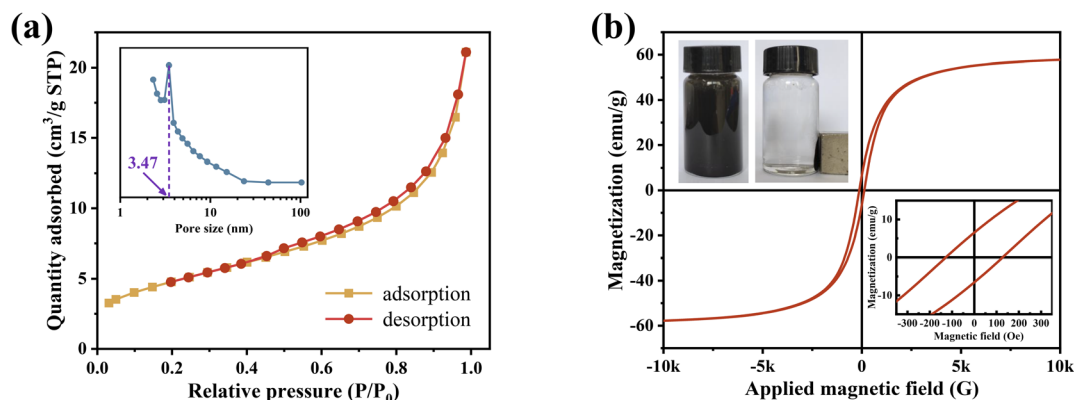 (a)
Quantity adsorbed (cm³/g STP)
20
15
10
5
0
0.0 0.2 0.4 0.6 0.8 1.0
Relative pressure (P/P₀)
3.47
1 10 100
Pore size (nm)
adsorption
desorption
(b)
Magnetization (emu/g)
60
40
20
0
-20
-40
-60
-10k -5k 0 5k 10k
Applied magnetic field (G)
Magnetization (emu/g)
10
0
-10
-300 -200 -100 0 100 200 300
Magnetic field (Oe)